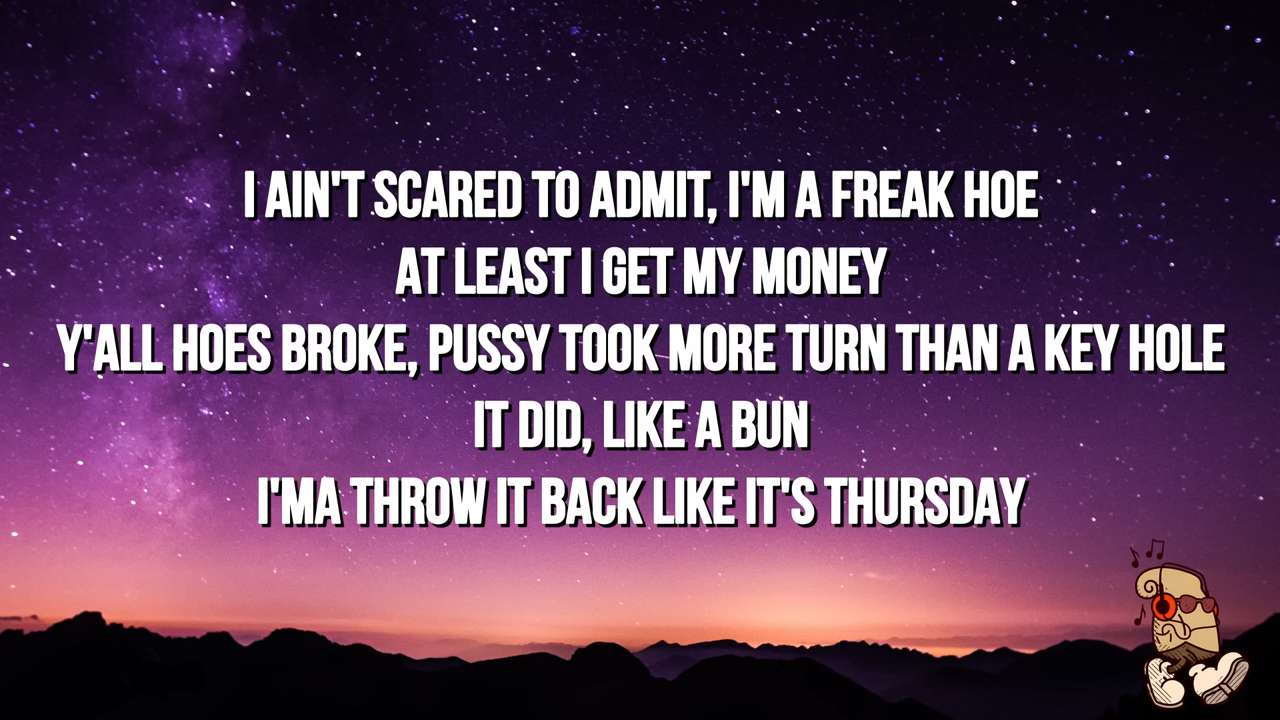 I AIN'T SCARED TO ADMIT, I'M A FREAK HOE
AT LEAST I GET MY MONEY
Y'ALL HOES BROKE, PUSSY TOOK MORE TURN THAN A KEY HOLE
IT DID, LIKE A BUN
I'MA THROW IT BACK LIKE IT'S THURSDAY